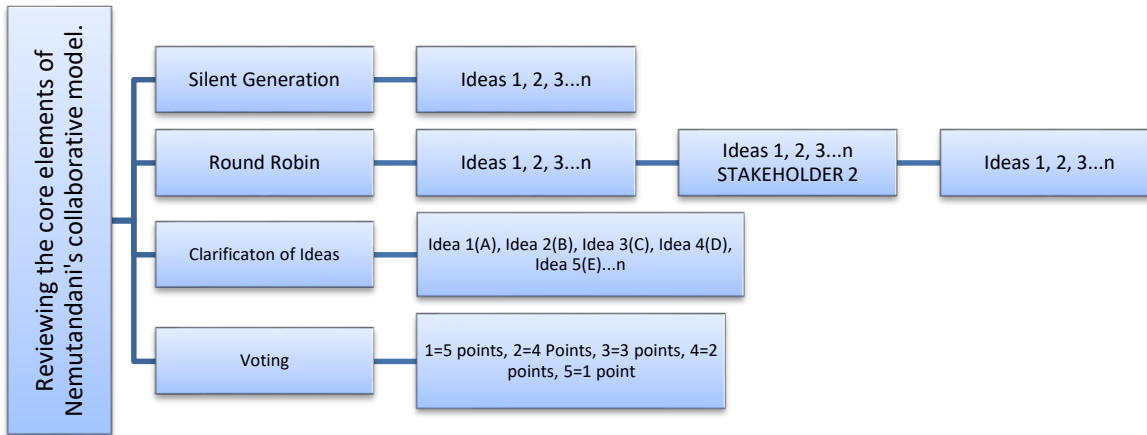 Reviewing the core elements of
Nemutandani's collaborative model.
Silent Generation
Ideas 1, 2, 3...n
Round Robin
Ideas 1, 2, 3...n
Ideas 1, 2, 3...n
STAKEHOLDER 2
Ideas 1, 2, 3...n
Clarificaton of Ideas
Idea 1(A), Idea 2(B), Idea 3(C), Idea 4(D),
Idea 5(E)...n
Voting
1=5 points, 2=4 Points, 3=3 points, 4=2
points, 5=1 point